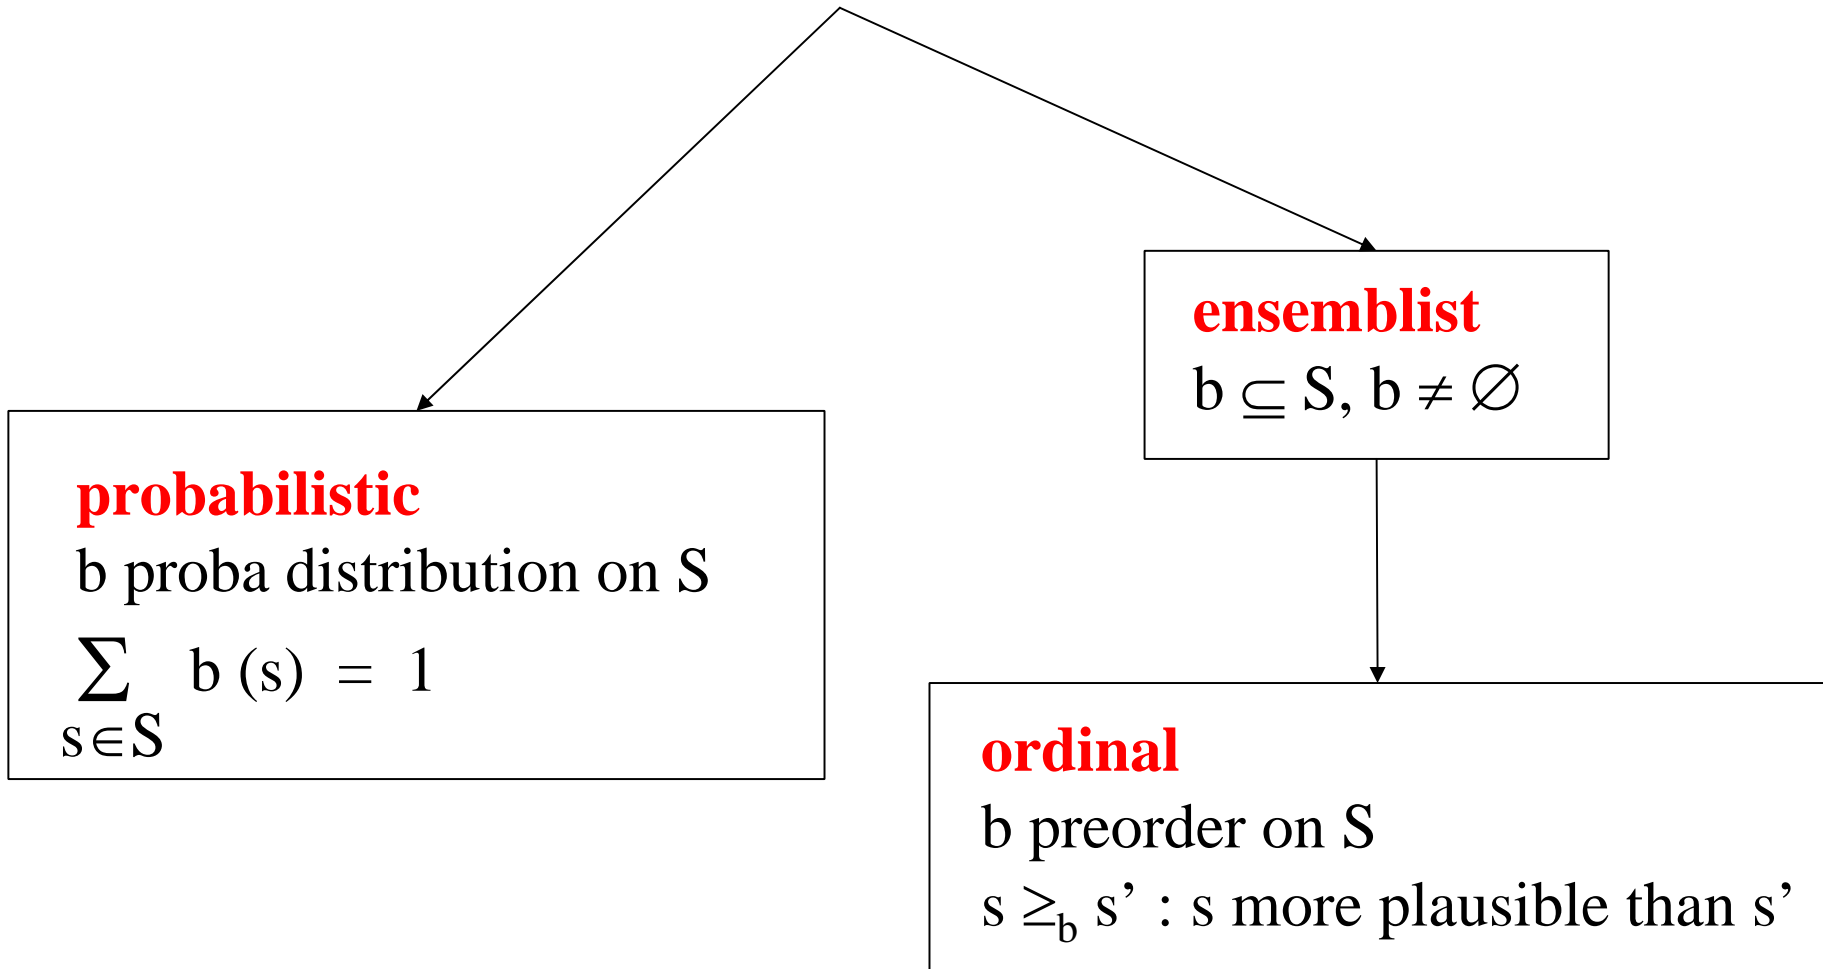 ensemblist
b ⊆ S, b ≠ ∅
probabilistic
b proba distribution on S
∑ b (s) = 1
s∈S
ordinal
b preorder on S
s ≥b s’ : s more plausible than s’